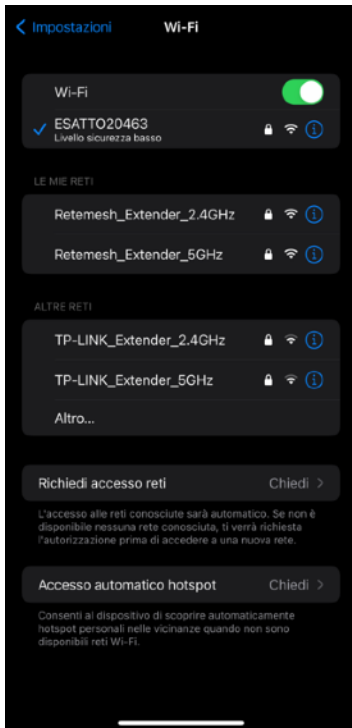 Impostazioni
Wi-Fi
Wi-Fi
ESATTO20463
Livello sicurezza basso
LE MIE RETI
Retemesh_Extender_2.4GHz
Retemesh_Extender_5GHz
ALTRE RETI
TP-LINK_Extender_2.4GHz
TP-LINK_Extender_5GHz
Altro...
Richiedi accesso reti Chiedi
L'accesso alle reti conosciute sarà automatico. Se non è
disponibile nessuna rete conosciuta, ti verrà richiesta
l'autorizzazione prima di accedere a una nuova rete.
Accesso automatico hotspot Chiedi
Consenti al dispositivo di scoprire automaticamente
hotspot personali nelle vicinanze quando non sono
disponibili reti Wi-Fi.